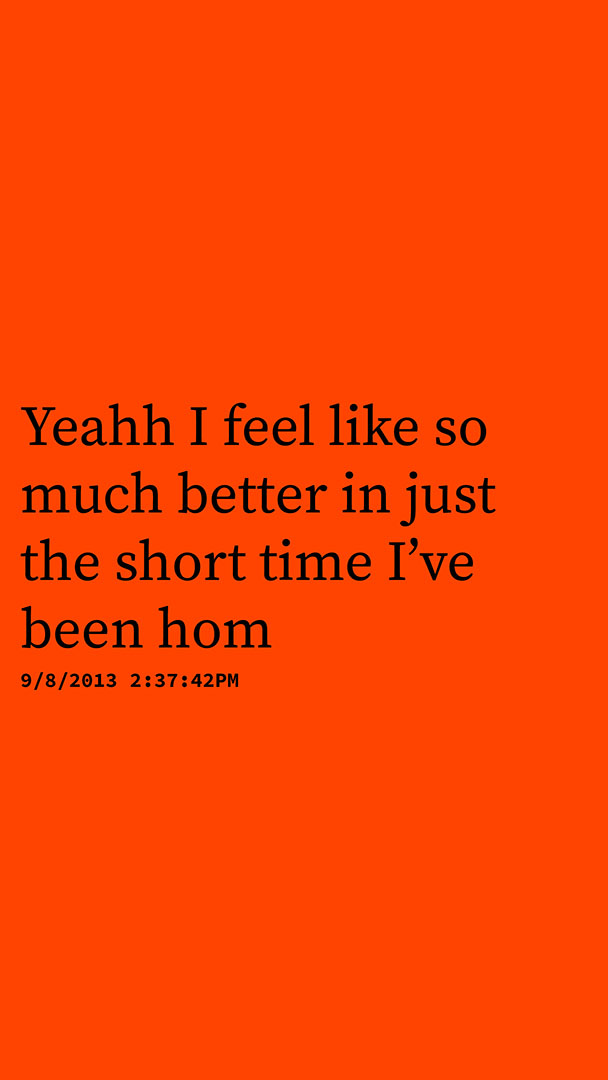 Yeahh I feel like so
much better in just
the short time I’ve
been hom
9/8/2013 2:37:42PM